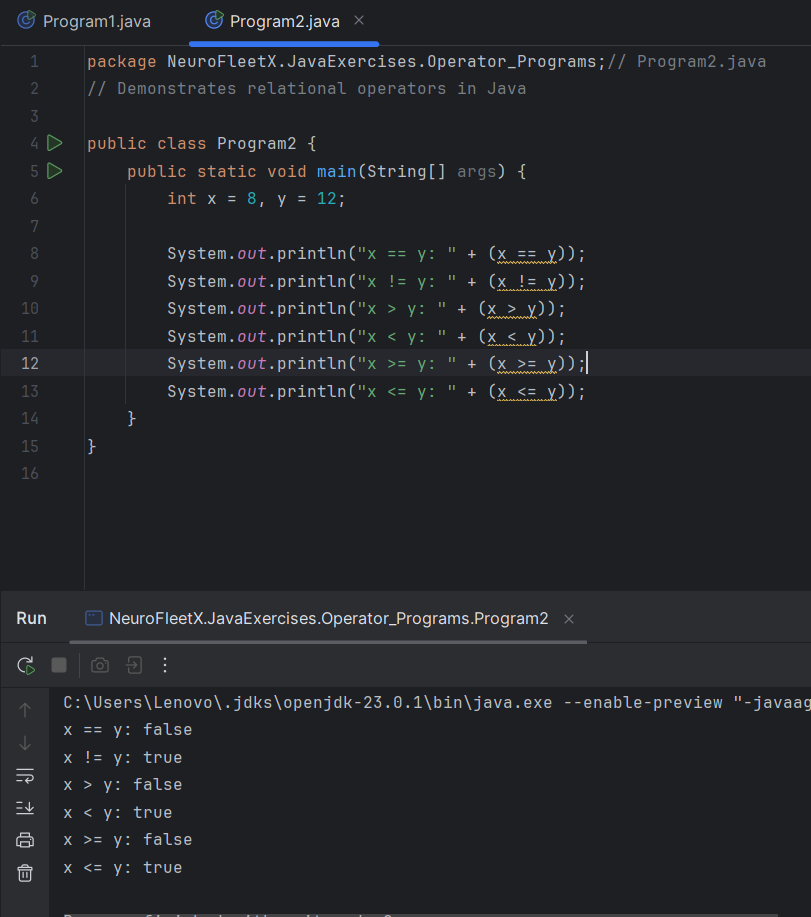 Program1.java
Program2.java
1 package NeuroFleetX.JavaExercises.Operator_Programs;// Program2.java
2 // Demonstrates relational operators in Java
3
4 public class Program2 {
5 public static void main(String[] args) {
6 int x = 8, y = 12;
7
8 System.out.println("x == y: " + (x == y));
9 System.out.println("x != y: " + (x != y));
10 System.out.println("x > y: " + (x > y));
11 System.out.println("x < y: " + (x < y));
12 System.out.println("x >= y: " + (x >= y));
13 System.out.println("x <= y: " + (x <= y));
14 }
15 }
16
Run NeuroFleetX.JavaExercises.Operator_Programs.Program2
C:\Users\Lenovo\.jdks\openjdk-23.0.1\bin\java.exe --enable-preview "-javaag
x == y: false
x != y: true
x > y: false
x < y: true
x >= y: false
x <= y: true